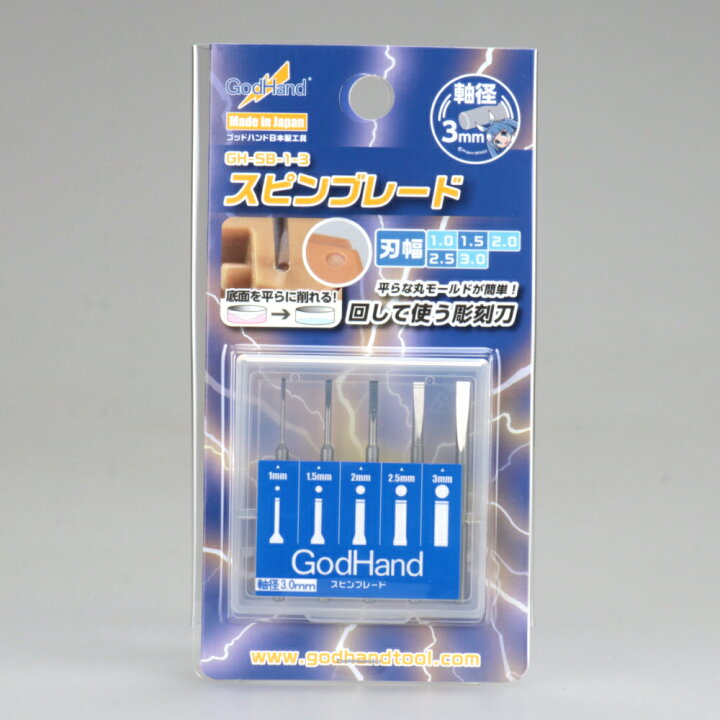 GodHand
Made in Japan
ゴッドハンド日本製工具
軸径
3mm
GH-SB-1-3
スピンブレード
刃幅
1.0 1.5 2.0
2.5 3.0
底面を平らに削れる!
平らな丸モールドが簡単!
回して使う彫刻刀
1mm
1.5mm
2mm
2.5mm
3mm
GodHand
軸径3.0mm
スピンブレード
www.godhandtool.com